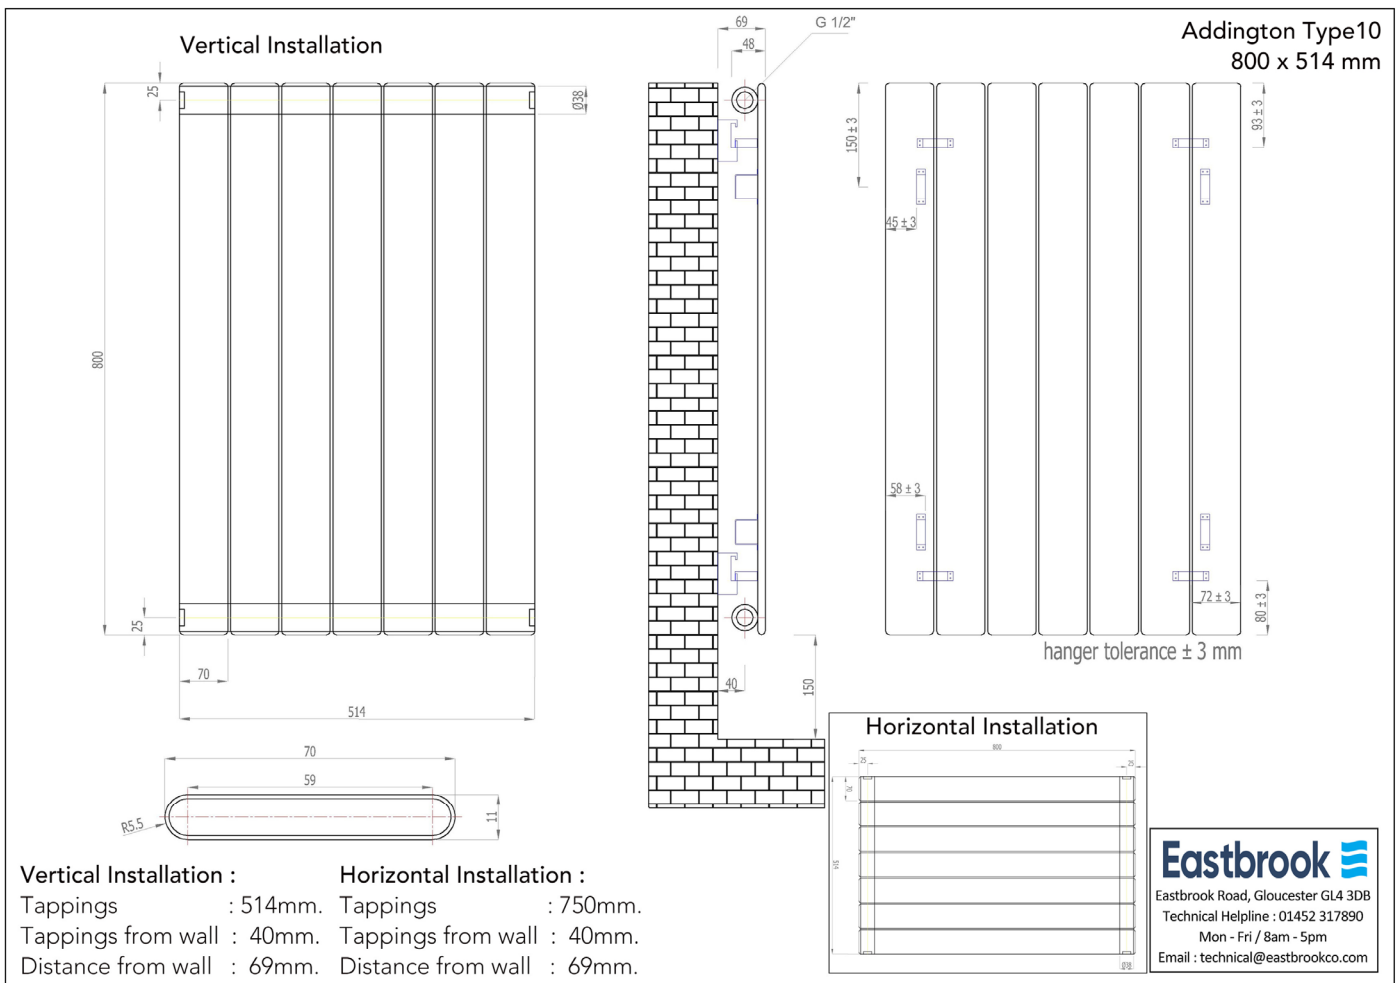 Vertical Installation
Addington Type10
800 x 514 mm
69
48
G 1/2"
25
Ø38
800
25
70
514
150 ± 3
93 ± 3
45 ± 3
58 ± 3
72 ± 3
80 ± 3
hanger tolerance ± 3 mm
40
150
70
59
R5.5
11
Horizontal Installation
800
25
25
70
514
Ø38
Vertical Installation :
Tappings : 514mm.
Tappings from wall : 40mm.
Distance from wall : 69mm.
Horizontal Installation :
Tappings : 750mm.
Tappings from wall : 40mm.
Distance from wall : 69mm.
Eastbrook
Eastbrook Road, Gloucester GL4 3DB
Technical Helpline : 01452 317890
Mon - Fri / 8am - 5pm
Email : technical@eastbrookco.com